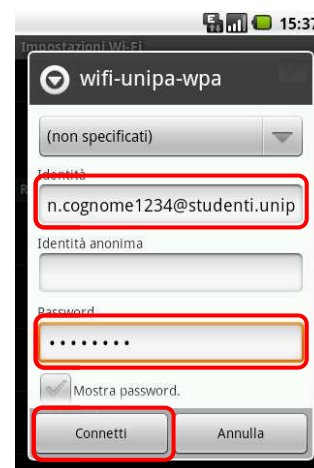 15:37
Impostazioni Wi-Fi
wifi-unipa-wpa
(non specificati)
Identità
n.cognome1234@studenti.unip
Identità anonima
Password
••••••••
Mostra password.
Connetti
Annulla